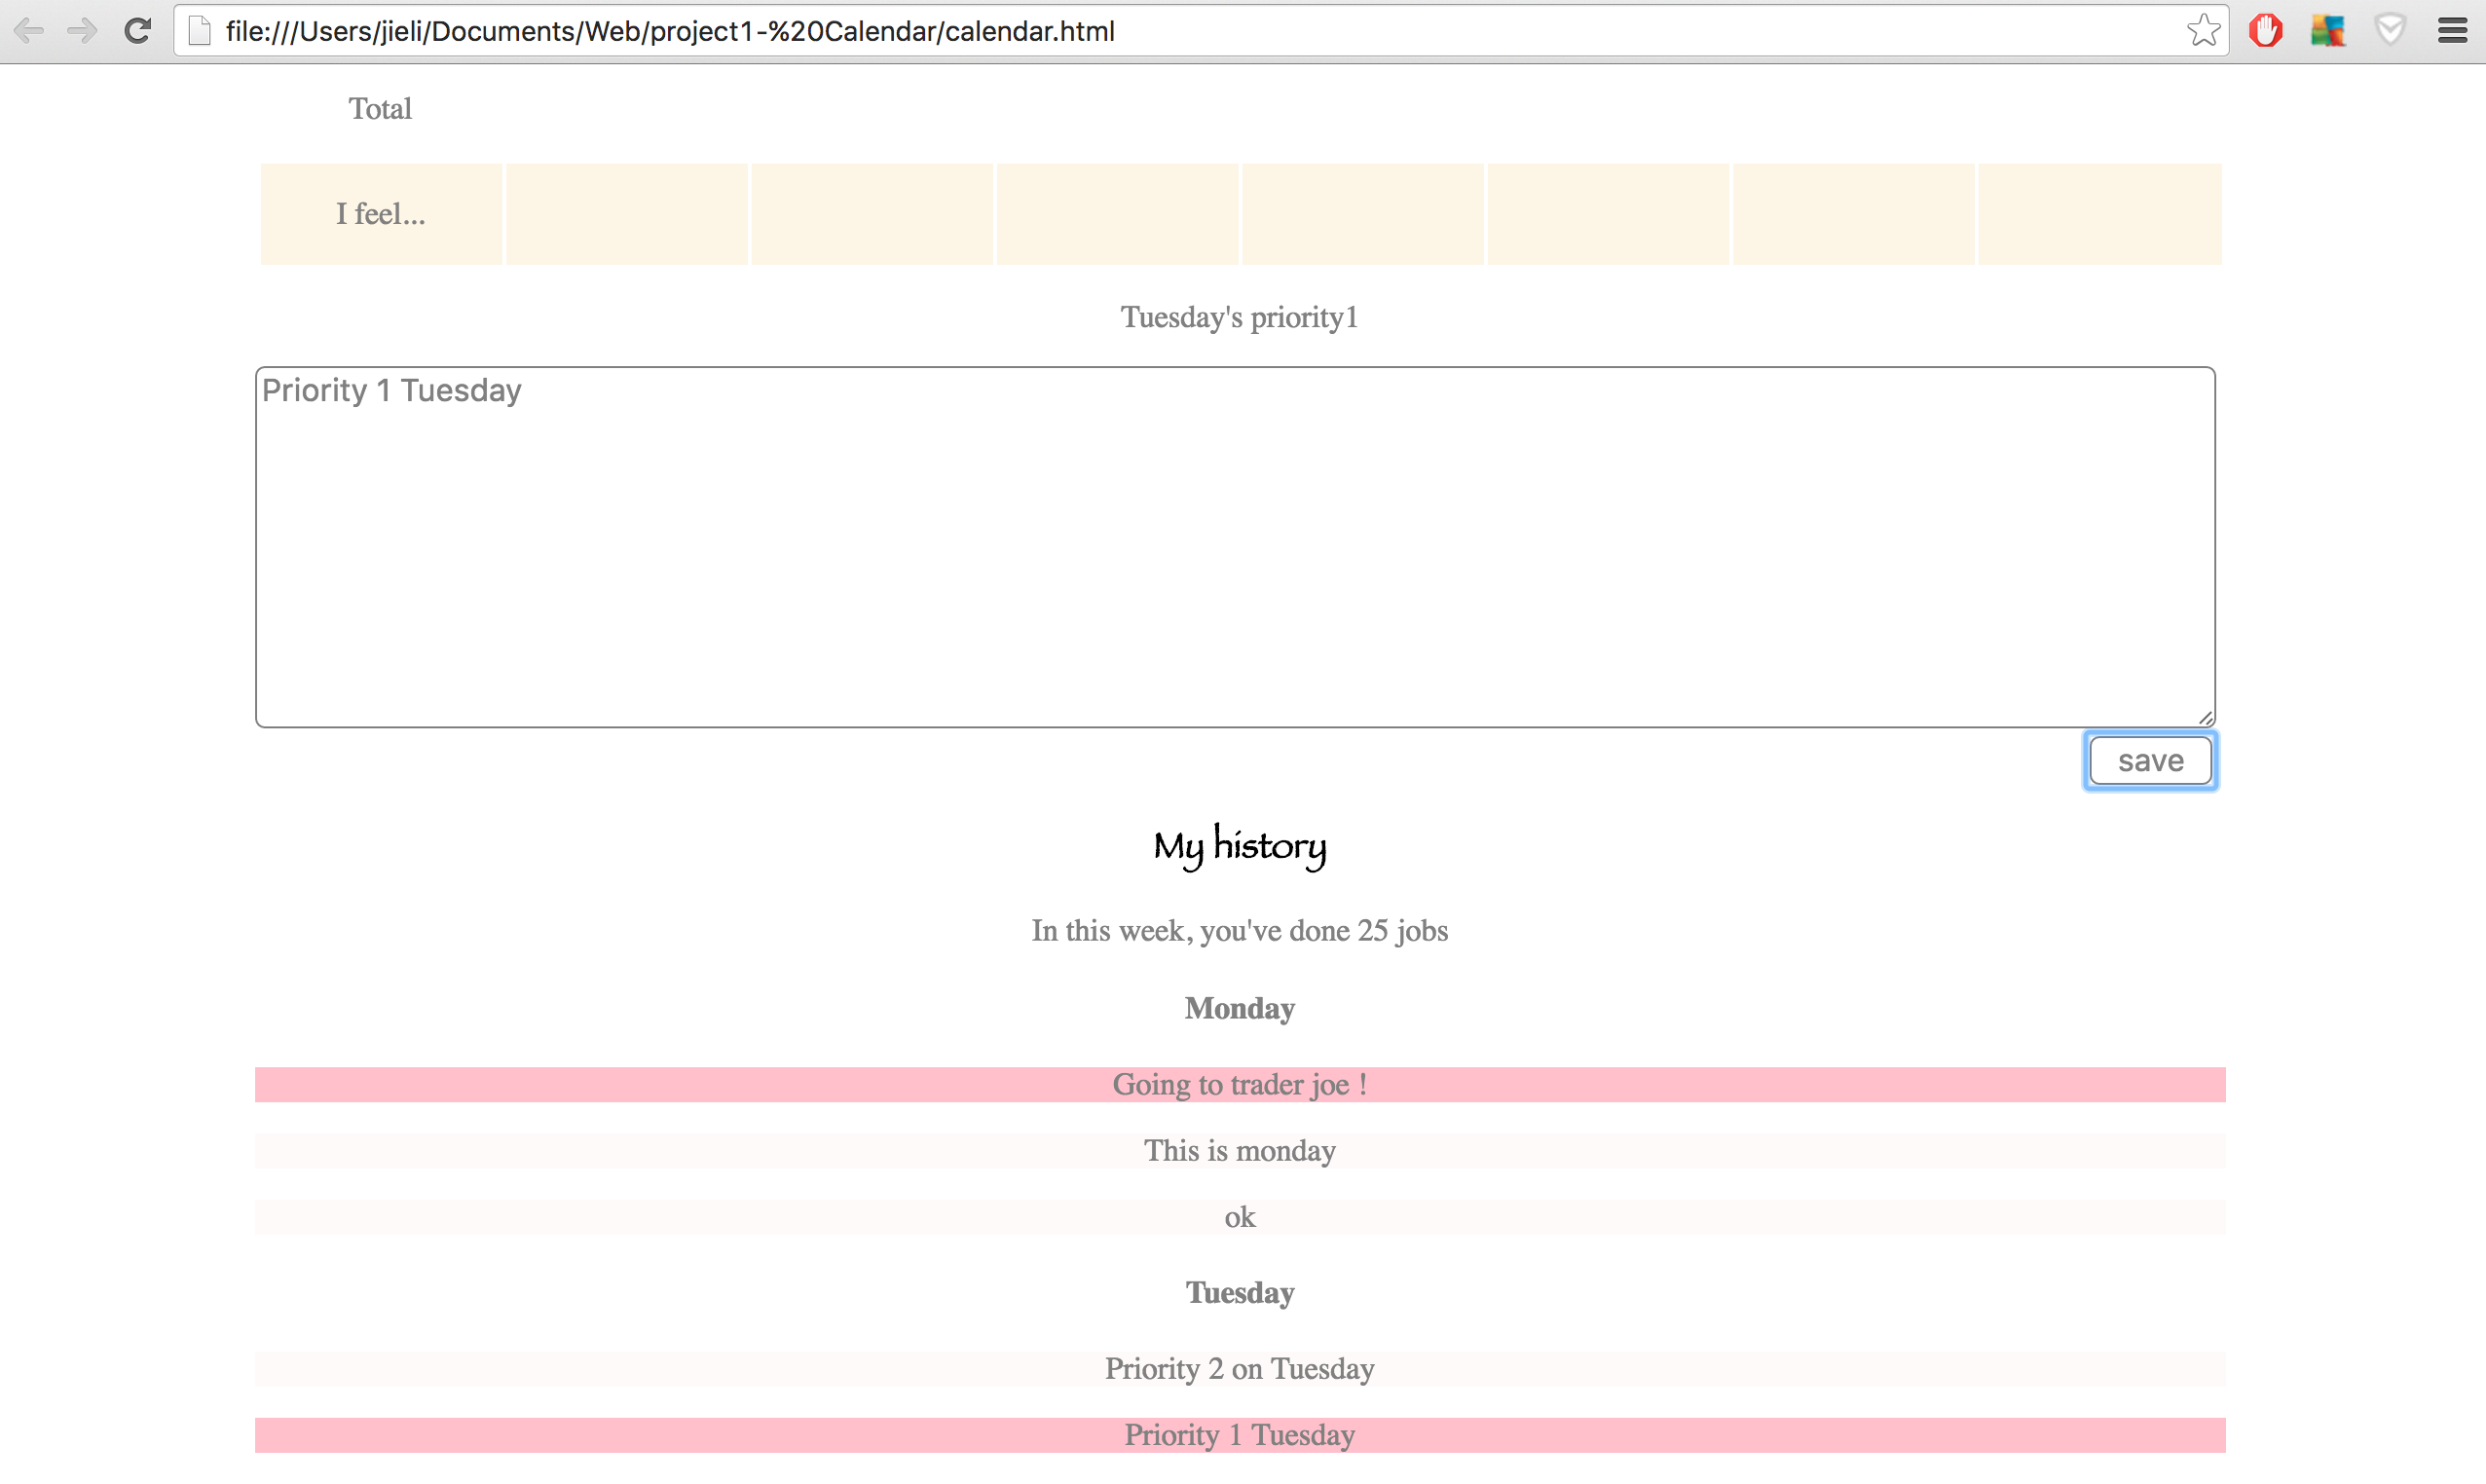 file:///Users/jieli/Documents/Web/project1-%20Calendar/calendar.html
Total
I feel...
Tuesday's priority1
Priority 1 Tuesday
save
My history
In this week, you've done 25 jobs
Monday
Going to trader joe !
This is monday
ok
Tuesday
Priority 2 on Tuesday
Priority 1 Tuesday